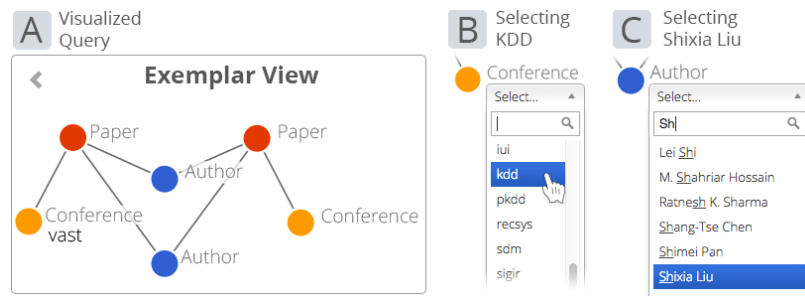 A Visualized
Query
Exemplar View
Paper
Paper
Author
Conference
vast
Conference
Author
B Selecting
KDD
Conference
Select...
iui
kdd
pkdd
recsys
sdm
sigir
C Selecting
Shixia Liu
Author
Select...
Sh
Lei Shi
M. Shahriar Hossain
Ratnesh K. Sharma
Shang-Tse Chen
Shimei Pan
Shixia Liu